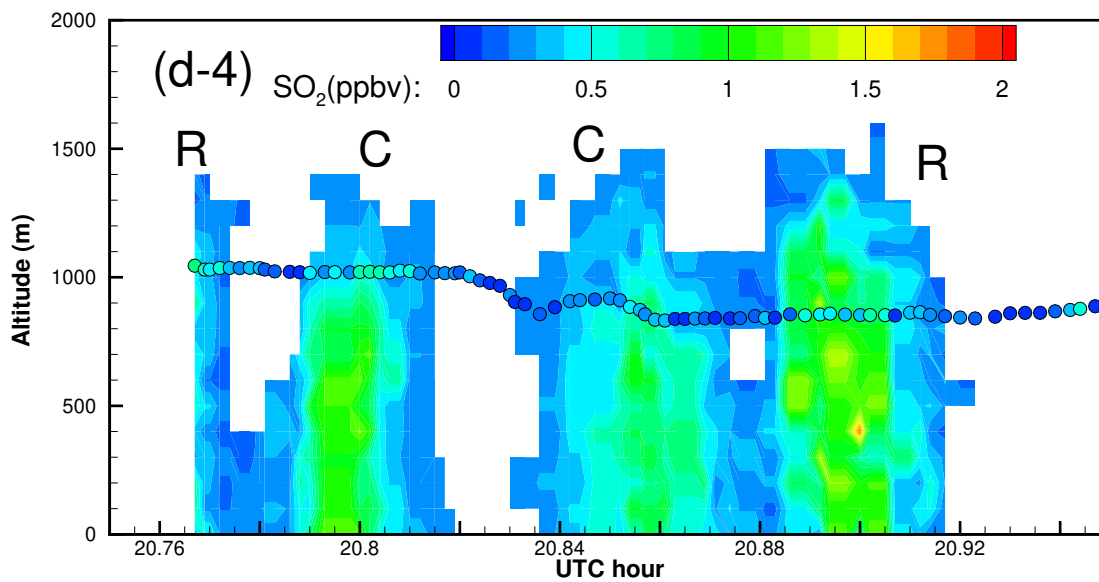 2000
(d-4)
SO2(ppbv): 0 0.5 1 1.5 2
R C C R
1500
1000
500
0
Altitude (m)
20.76 20.8 20.84 20.88 20.92
UTC hour